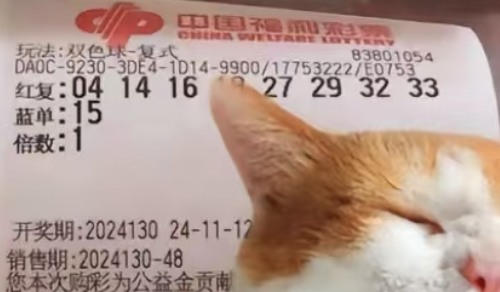 中国福利彩票
CHINA WELFARE LOTTERY
玩法:双色球-复式
83801054
DA0C-9230-3DE4-1D14-9900/17753222/E0753
红复:04 14 16 27 29 32 33
蓝单:15
倍数:1
开奖期:2024130 24-11-12
销售期:2024130-48
您本次购彩为公益金贡献